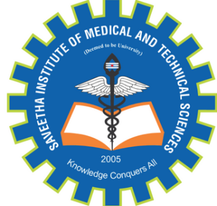 SAVEETHA INSTITUTE OF MEDICAL AND TECHNICAL SCIENCES
(Deemed to be University)
2005
Knowledge Conquers All